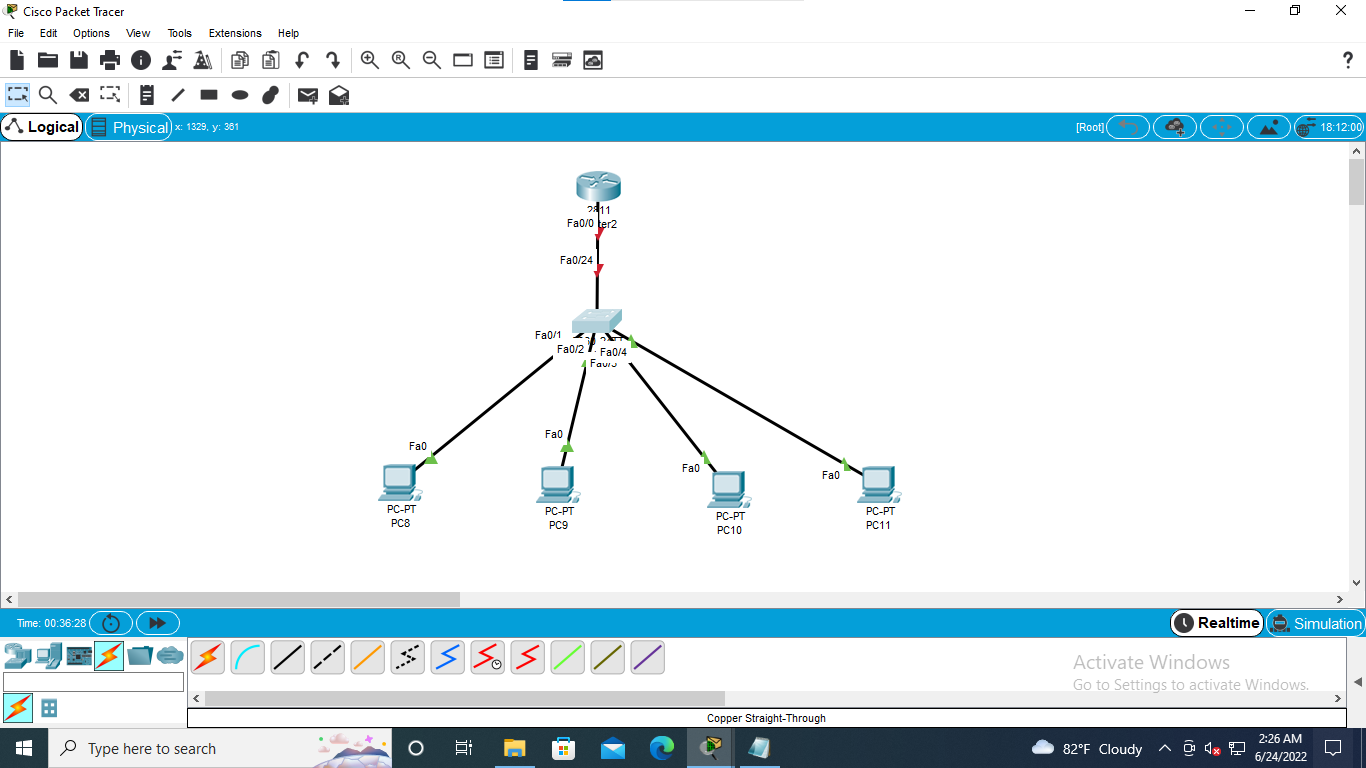 Cisco Packet Tracer
File Edit Options View Tools Extensions Help
Logical Physical x: 1329, y: 361 [Root] 18:12:00
2811
Fa0/0 ter2
Fa0/24
Fa0/1
Fa0/2 Fa0/4
Fa0/3
Fa0 Fa0 Fa0 Fa0
PC-PT PC-PT PC-PT PC-PT
PC8 PC9 PC10 PC11
Time: 00:36:28 Realtime Simulation
Activate Windows
Go to Settings to activate Windows.
Copper Straight-Through
Type here to search 82°F Cloudy 2:26 AM
6/24/2022